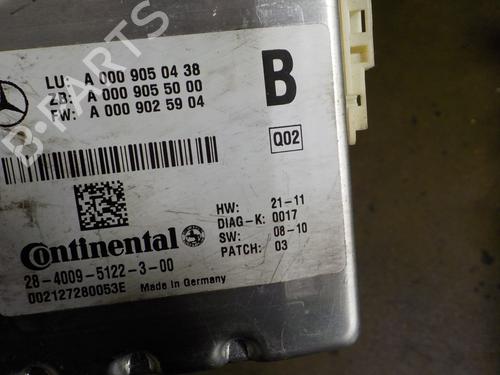 LU: A 000 905 04 38
ZB: A 000 905 50 00
FW: A 000 902 59 04
B
Q02
HW: 21-11
DIAG-K: 0017
SW: 08-10
PATCH: 03
Continental
28-4009-5122-3-00
002127280053E Made in Germany
B-PARTS